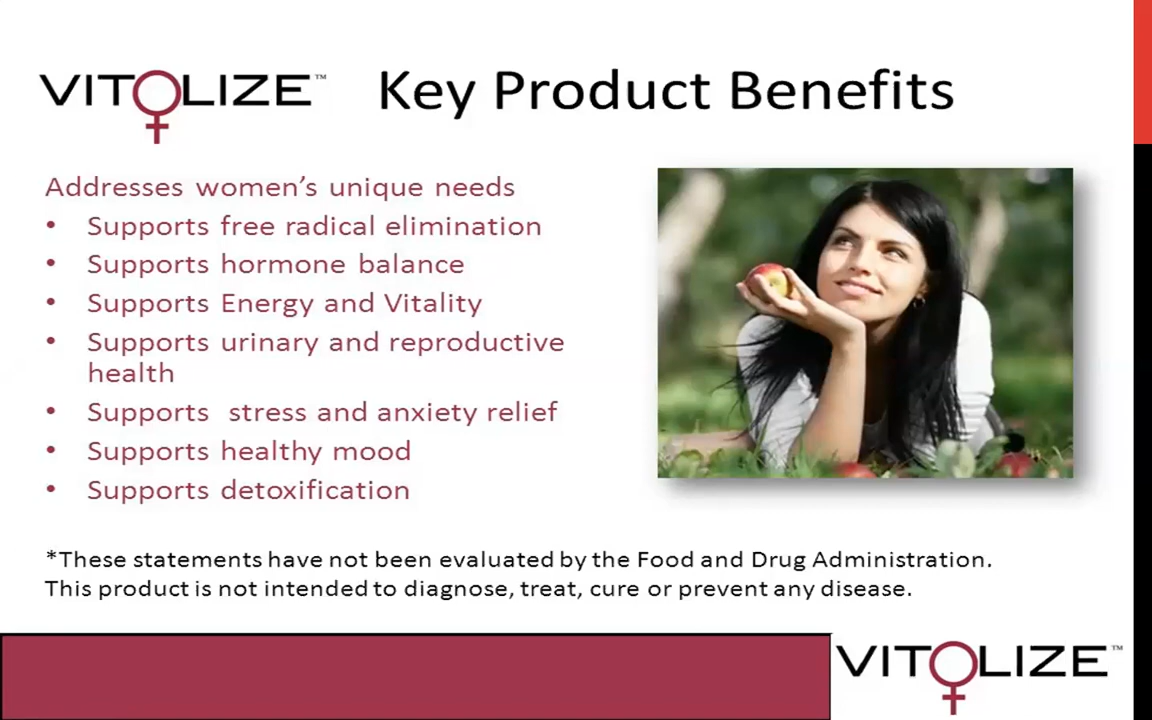 VITOLIZE™ Key Product Benefits
Addresses women's unique needs
• Supports free radical elimination
• Supports hormone balance
• Supports Energy and Vitality
• Supports urinary and reproductive
health
• Supports  stress and anxiety relief
• Supports healthy mood
• Supports detoxification
*These statements have not been evaluated by the Food and Drug Administration.
This product is not intended to diagnose, treat, cure or prevent any disease.
VITOLIZE™